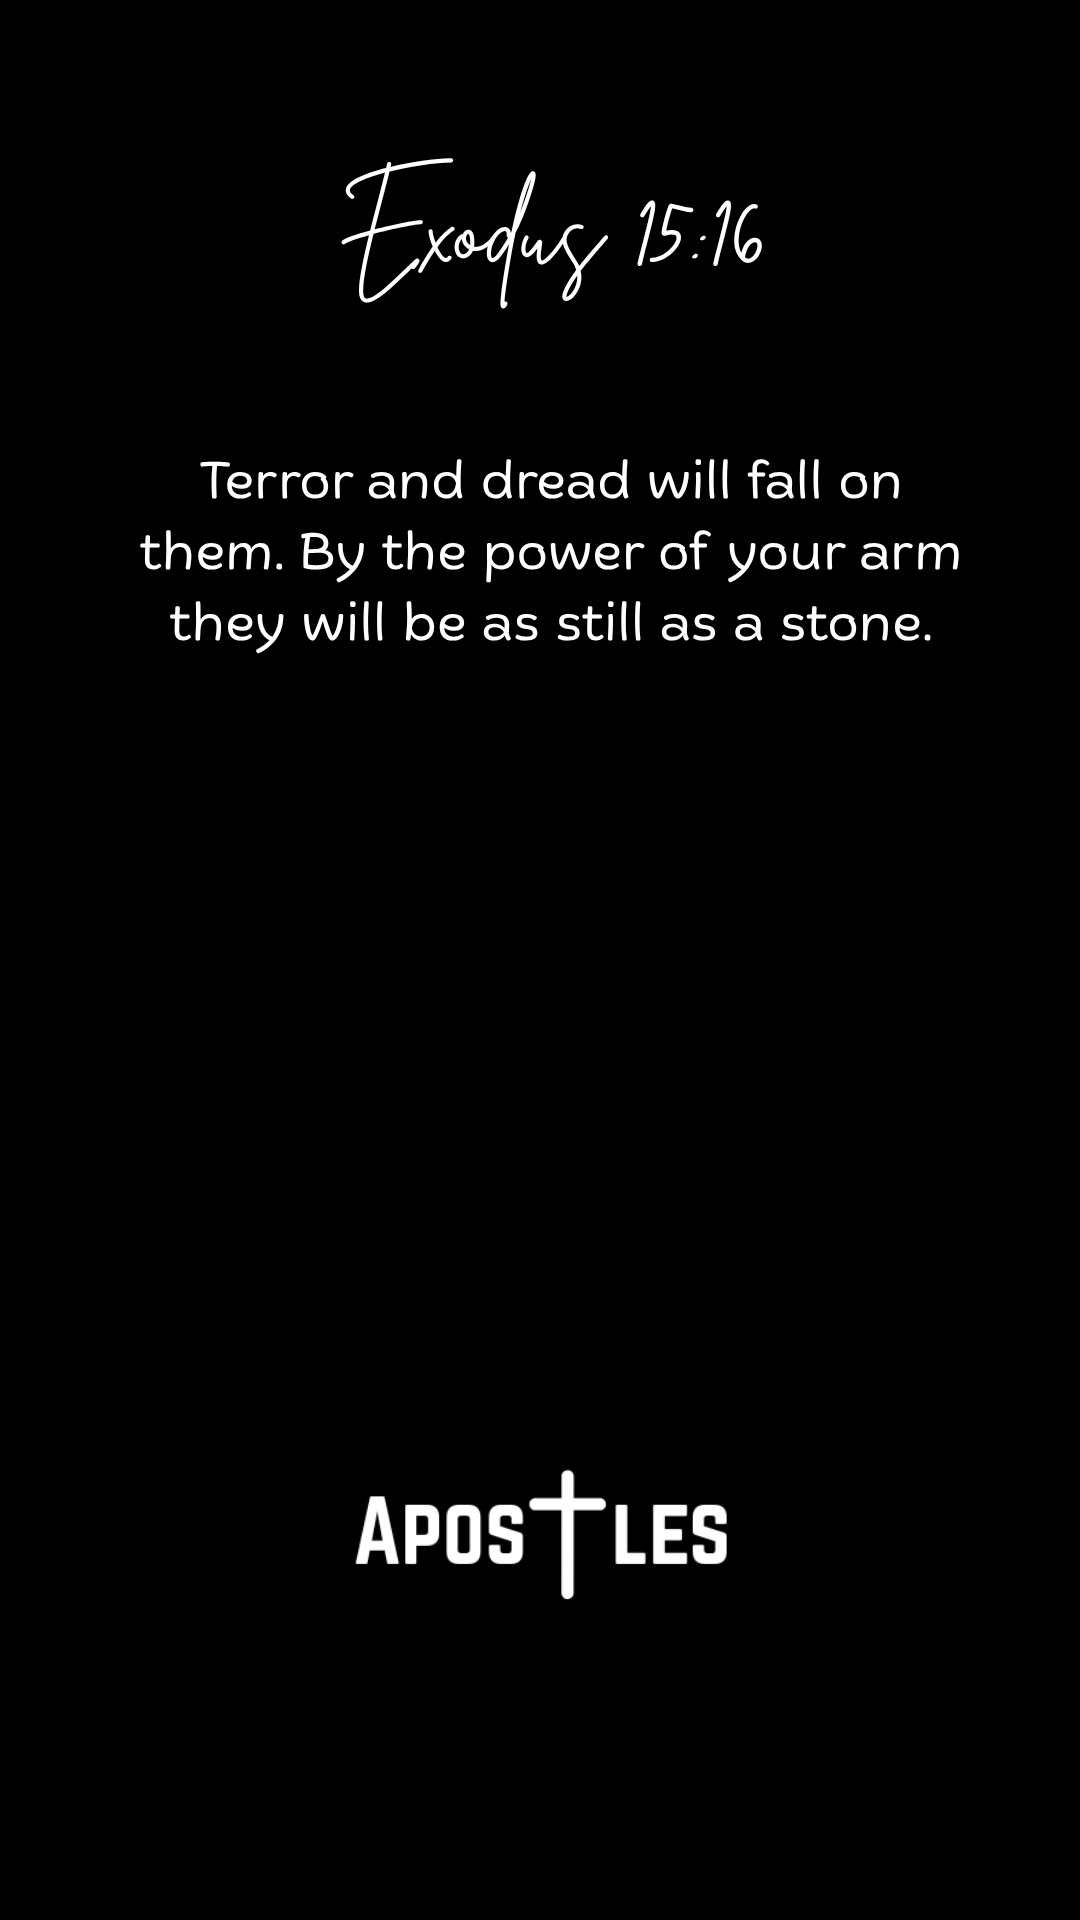 Exodus 15:16
Terror and dread will fall on
them. By the power of your arm
they will be as still as a stone.
APOSTLES